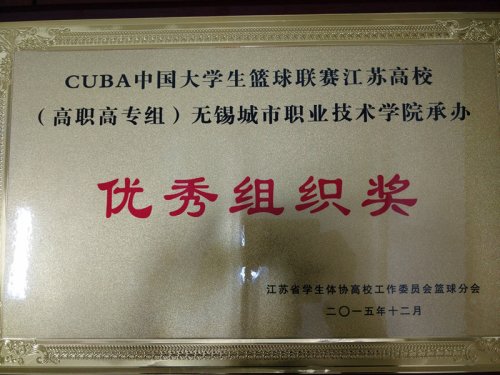 CUBA中国大学生篮球联赛江苏高校
（高职高专组）无锡城市职业技术学院承办
优秀组织奖
江苏省学生体协高校工作委员会篮球分会
二〇一五年十二月